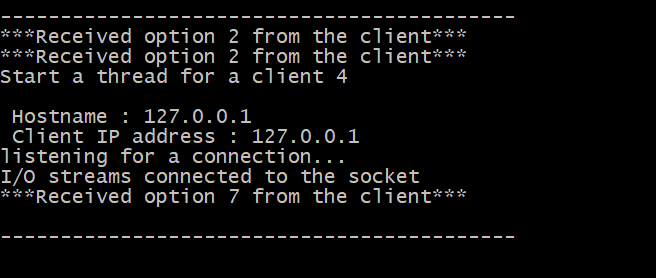 -------------------------------------------
***Received option 2 from the client***
***Received option 2 from the client***
Start a thread for a client 4
Hostname : 127.0.0.1
Client IP address : 127.0.0.1
listening for a connection...
I/O streams connected to the socket
***Received option 7 from the client***
-------------------------------------------